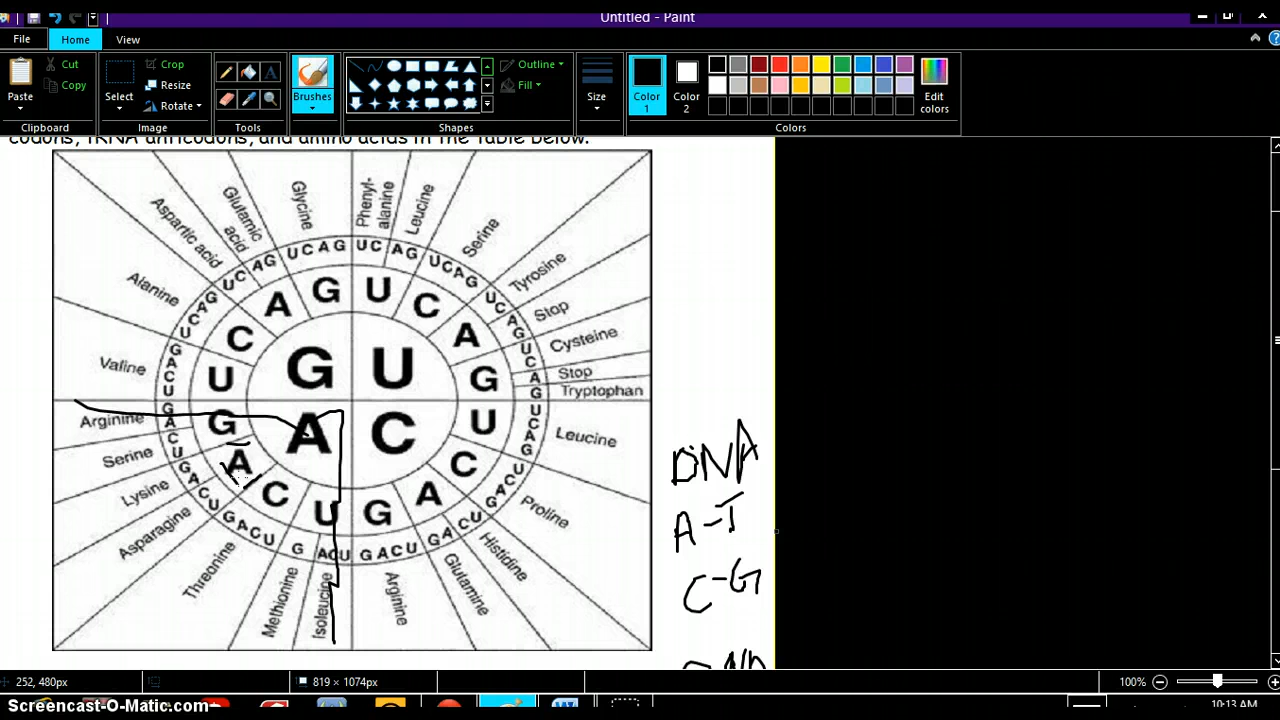 Untitled - Paint
File Home View
Cut
Copy
Paste
Crop
Resize
Rotate
Select
Brushes
Outline
Fill
Size
Color 1
Color 2
Edit colors
Clipboard Image Tools Shapes Colors
codons, tRNA anticodons, and amino acids in the table below.
Glycine
Phenyl-alanine
Leucine
Serine
Tyrosine
Stop
Cysteine
Stop
Tryptophan
Leucine
Proline
Histidine
Glutamine
Arginine
Isoleucine
Methionine
Threonine
Asparagine
Lysine
Serine
Arginine
Valine
Alanine
Aspartic acid
Glutamic acid
U C A G U C A G U C A G U C A G
U C A G U C A G U C A G U C A G
U C A G U C A G U C A G U C A G
U C A G U C A G U C A G U C A G
U C A G
U C A G
U C A G
U C A G
G U
A C
DNA
A-T
C-G
252, 480px
819 × 1074px
100%
Screencast-O-Matic.com
10:13 AM